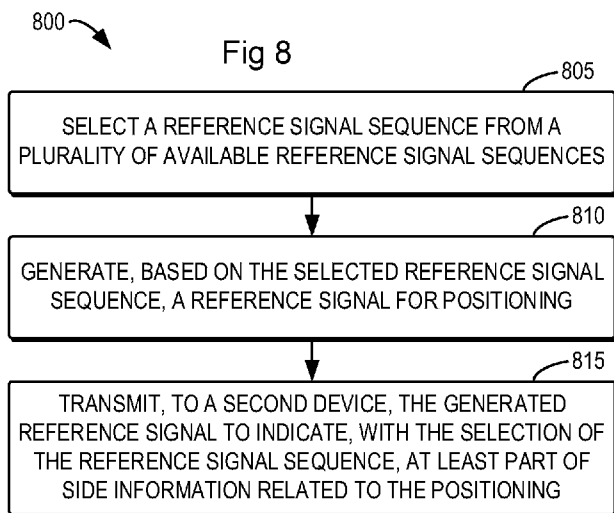 800
Fig 8
805
SELECT A REFERENCE SIGNAL SEQUENCE FROM A
PLURALITY OF AVAILABLE REFERENCE SIGNAL SEQUENCES
810
GENERATE, BASED ON THE SELECTED REFERENCE SIGNAL
SEQUENCE, A REFERENCE SIGNAL FOR POSITIONING
815
TRANSMIT, TO A SECOND DEVICE, THE GENERATED
REFERENCE SIGNAL TO INDICATE, WITH THE SELECTION OF
THE REFERENCE SIGNAL SEQUENCE, AT LEAST PART OF
SIDE INFORMATION RELATED TO THE POSITIONING